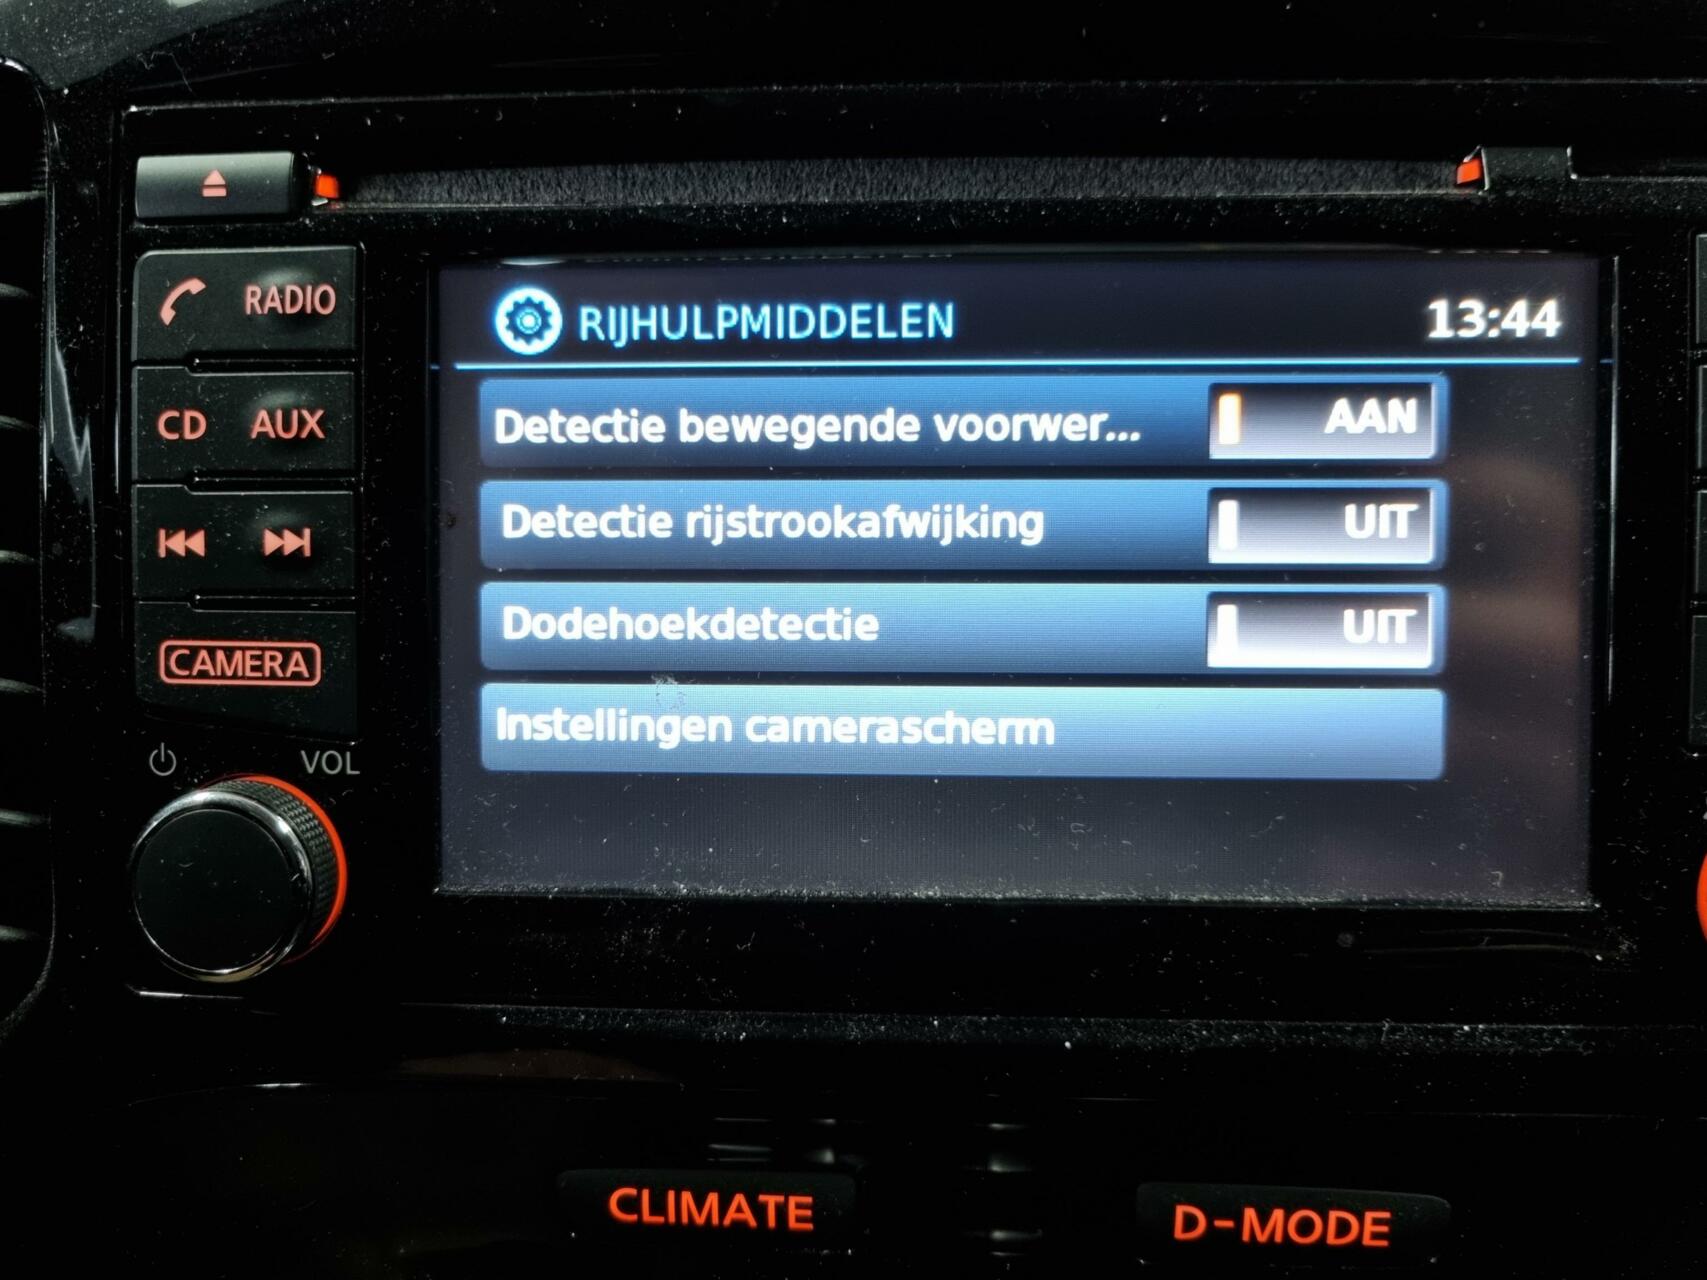 RADIO
CD AUX
CAMERA
VOL
RIJHULPMIDDELEN 13:44
Detectie bewegende voorwer... AAN
Detectie rijstrookafwijking UIT
Dodehoekdetectie UIT
Instellingen camerascherm
CLIMATE D-MODE